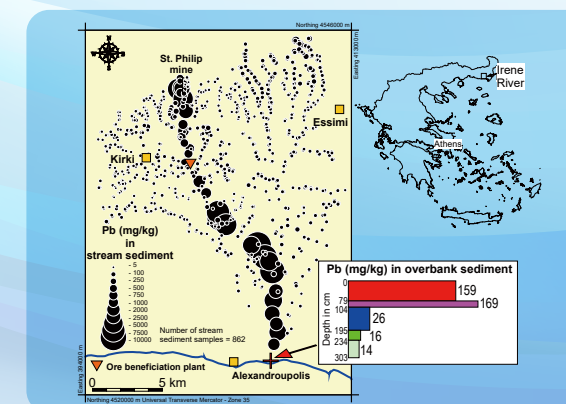 Northing 4546000 m
Easting 413000 m
St. Philip
mine
Essimi
Kirki
Irene
River
Athens
Pb (mg/kg)
in
stream sediment
- 5
- 100
- 250
- 500
- 750
- 1000
- 2000
- 2500
- 5000
- 7500
- 10000
Number of stream
sediment samples = 862
Ore beneficiation plant
0 5 km
Alexandroupolis
Easting 394000 m
Northing 4520000 m Universal Transverse Mercator - Zone 35
Pb (mg/kg) in overbank sediment
Depth in cm
0
79
104
195
234
303
159
169
26
16
14